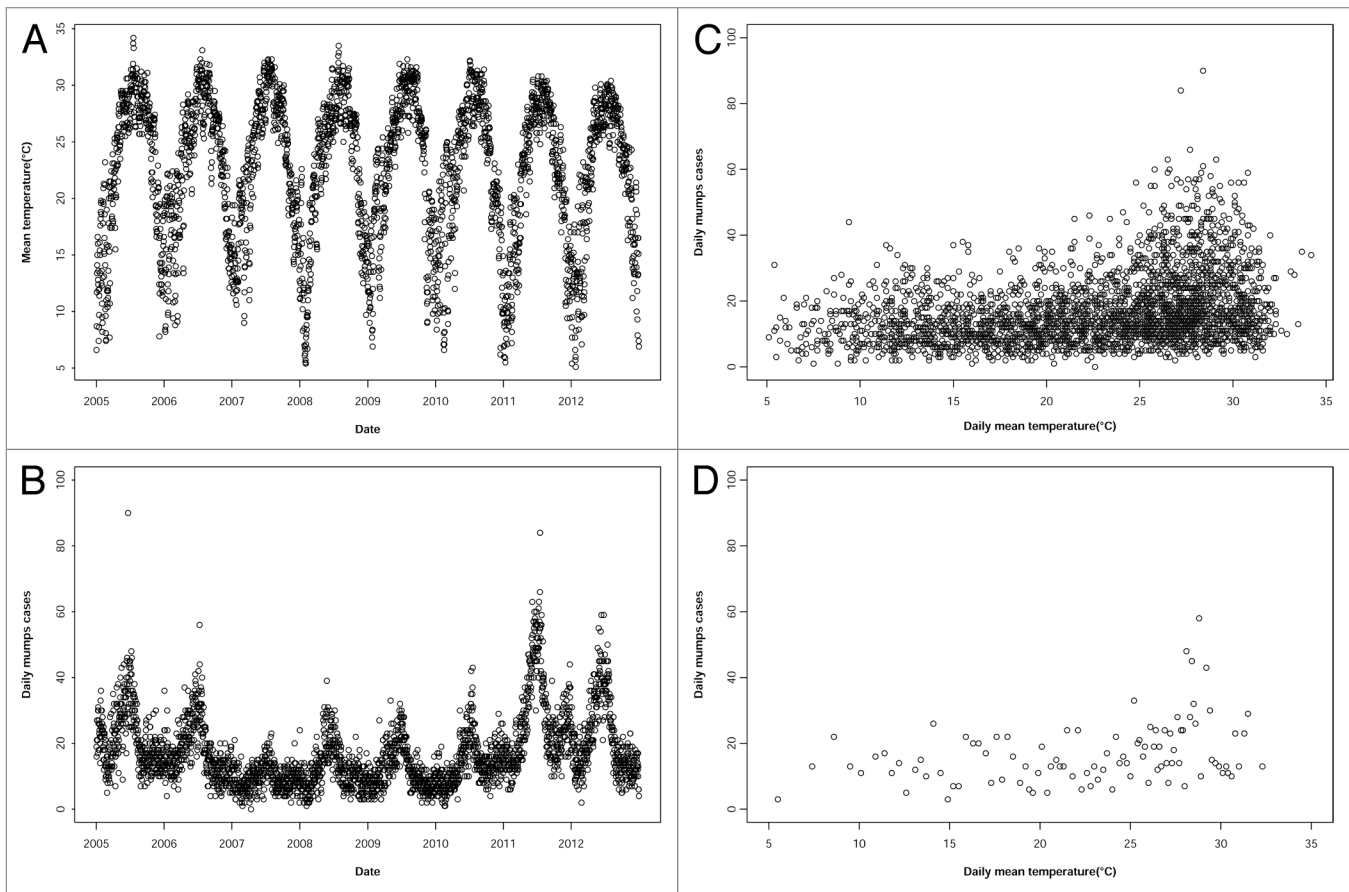 A
Mean temperature(°C)
35
30
25
20
15
10
5
2005 2006 2007 2008 2009 2010 2011 2012
Date
B
Daily mumps cases
100
80
60
40
20
0
2005 2006 2007 2008 2009 2010 2011 2012
Date
C
Daily mumps cases
100
80
60
40
20
0
5 10 15 20 25 30 35
Daily mean temperature(°C)
D
Daily mumps cases
100
80
60
40
20
0
5 10 15 20 25 30 35
Daily mean temperature(°C)